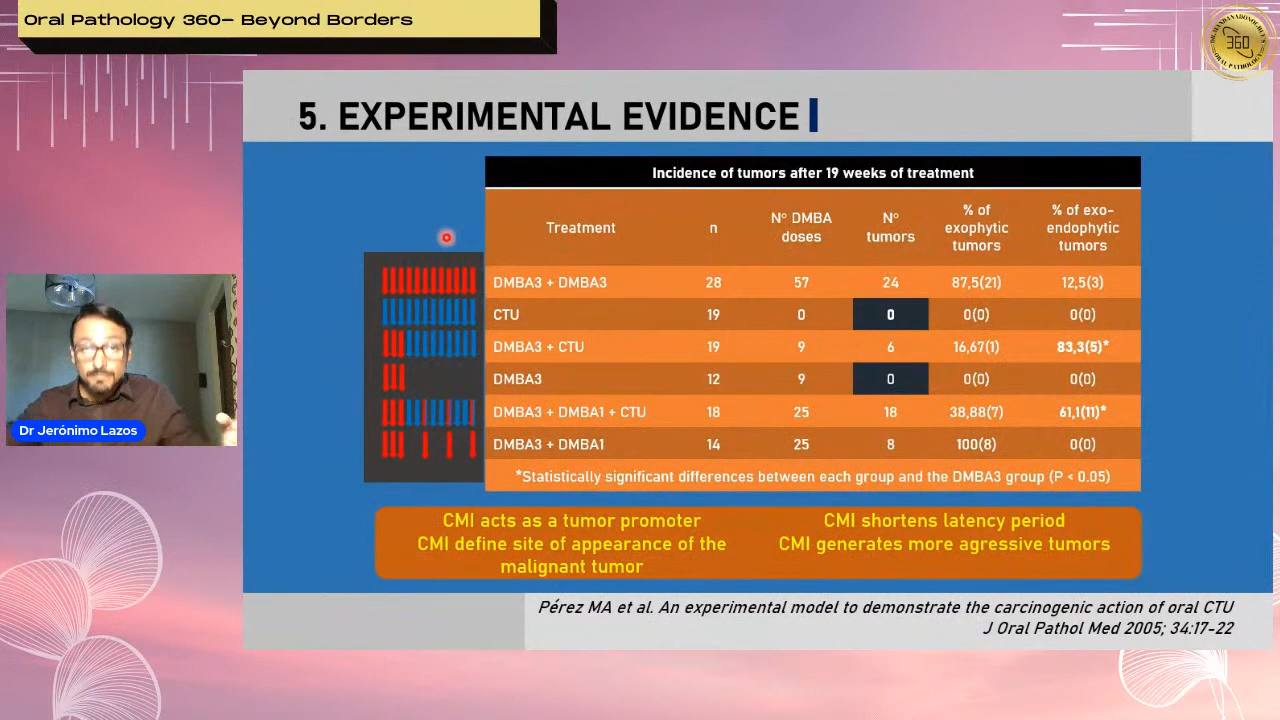 Oral Pathology 360– Beyond Borders
360
ORAL PATHOLOGY
5. EXPERIMENTAL EVIDENCE
Incidence of tumors after 19 weeks of treatment
Treatment n Nº DMBA doses Nº tumors % of exophytic tumors % of exo-endophytic tumors
DMBA3 + DMBA3 28 57 24 87,5(21) 12,5(3)
CTU 19 0 0 0(0) 0(0)
DMBA3 + CTU 19 9 6 16,67(1) 83,3(5)*
DMBA3 12 9 0 0(0) 0(0)
DMBA3 + DMBA1 + CTU 18 25 18 38,88(7) 61,1(11)*
DMBA3 + DMBA1 14 25 8 100(8) 0(0)
*Statistically significant differences between each group and the DMBA3 group (P < 0.05)
CMI acts as a tumor promoter
CMI define site of appearance of the
malignant tumor
CMI shortens latency period
CMI generates more agressive tumors
Pérez MA et al. An experimental model to demonstrate the carcinogenic action of oral CTU
J Oral Pathol Med 2005; 34:17-22
Dr Jerónimo Lazos